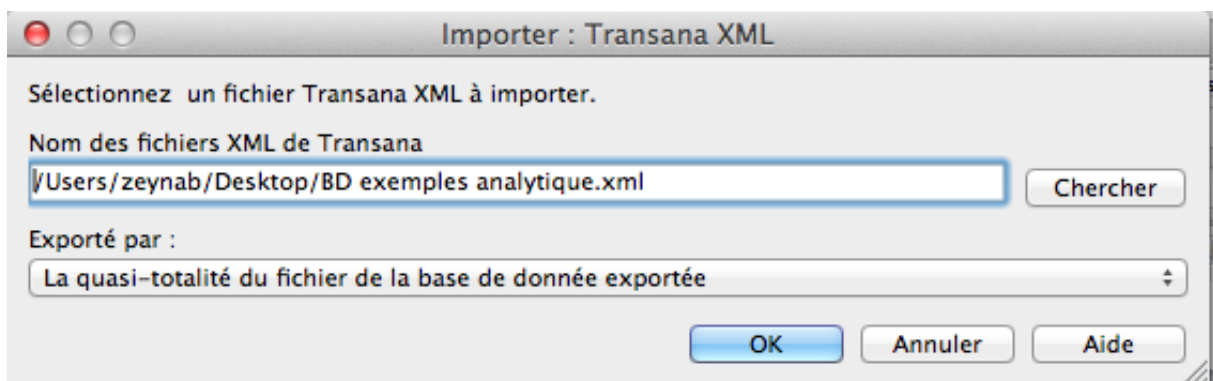 Importer : Transana XML
Sélectionnez  un fichier Transana XML à importer.
Nom des fichiers XML de Transana
/Users/zeynab/Desktop/BD exemples analytique.xml
Chercher
Exporté par :
La quasi-totalité du fichier de la base de donnée exportée
OK Annuler Aide